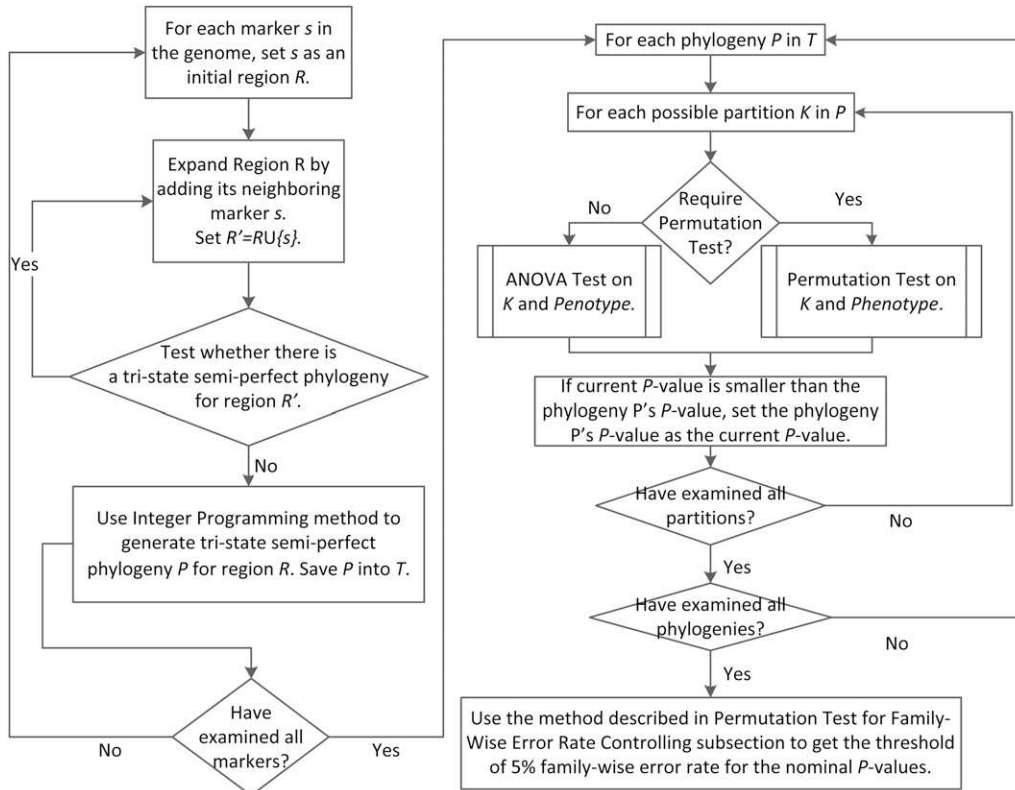 For each marker s in
the genome, set s as an
initial region R.
Expand Region R by
adding its neighboring
marker s.
Set R’=RU{s}.
Yes
Test whether there is
a tri-state semi-perfect phylogeny
for region R’.
No
Use Integer Programming method to
generate tri-state semi-perfect
phylogeny P for region R. Save P into T.
Have
examined all
markers?
No
Yes
For each phylogeny P in T
For each possible partition K in P
Require
Permutation
Test?
No
Yes
ANOVA Test on
K and Penotype.
Permutation Test on
K and Phenotype.
If current P-value is smaller than the
phylogeny P’s P-value, set the phylogeny
P’s P-value as the current P-value.
Have examined all
partitions?
No
Yes
Have examined all
phylogenies?
No
Yes
Use the method described in Permutation Test for Family-
Wise Error Rate Controlling subsection to get the threshold
of 5% family-wise error rate for the nominal P-values.